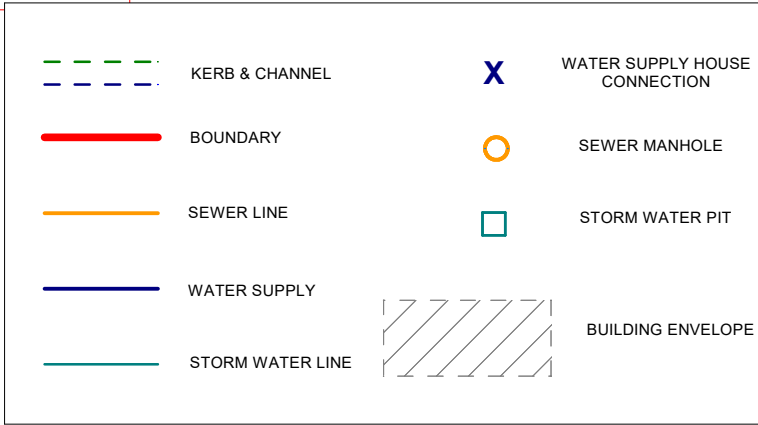 KERB & CHANNEL
BOUNDARY
SEWER LINE
WATER SUPPLY
STORM WATER LINE
X
WATER SUPPLY HOUSE
CONNECTION
SEWER MANHOLE
STORM WATER PIT
BUILDING ENVELOPE